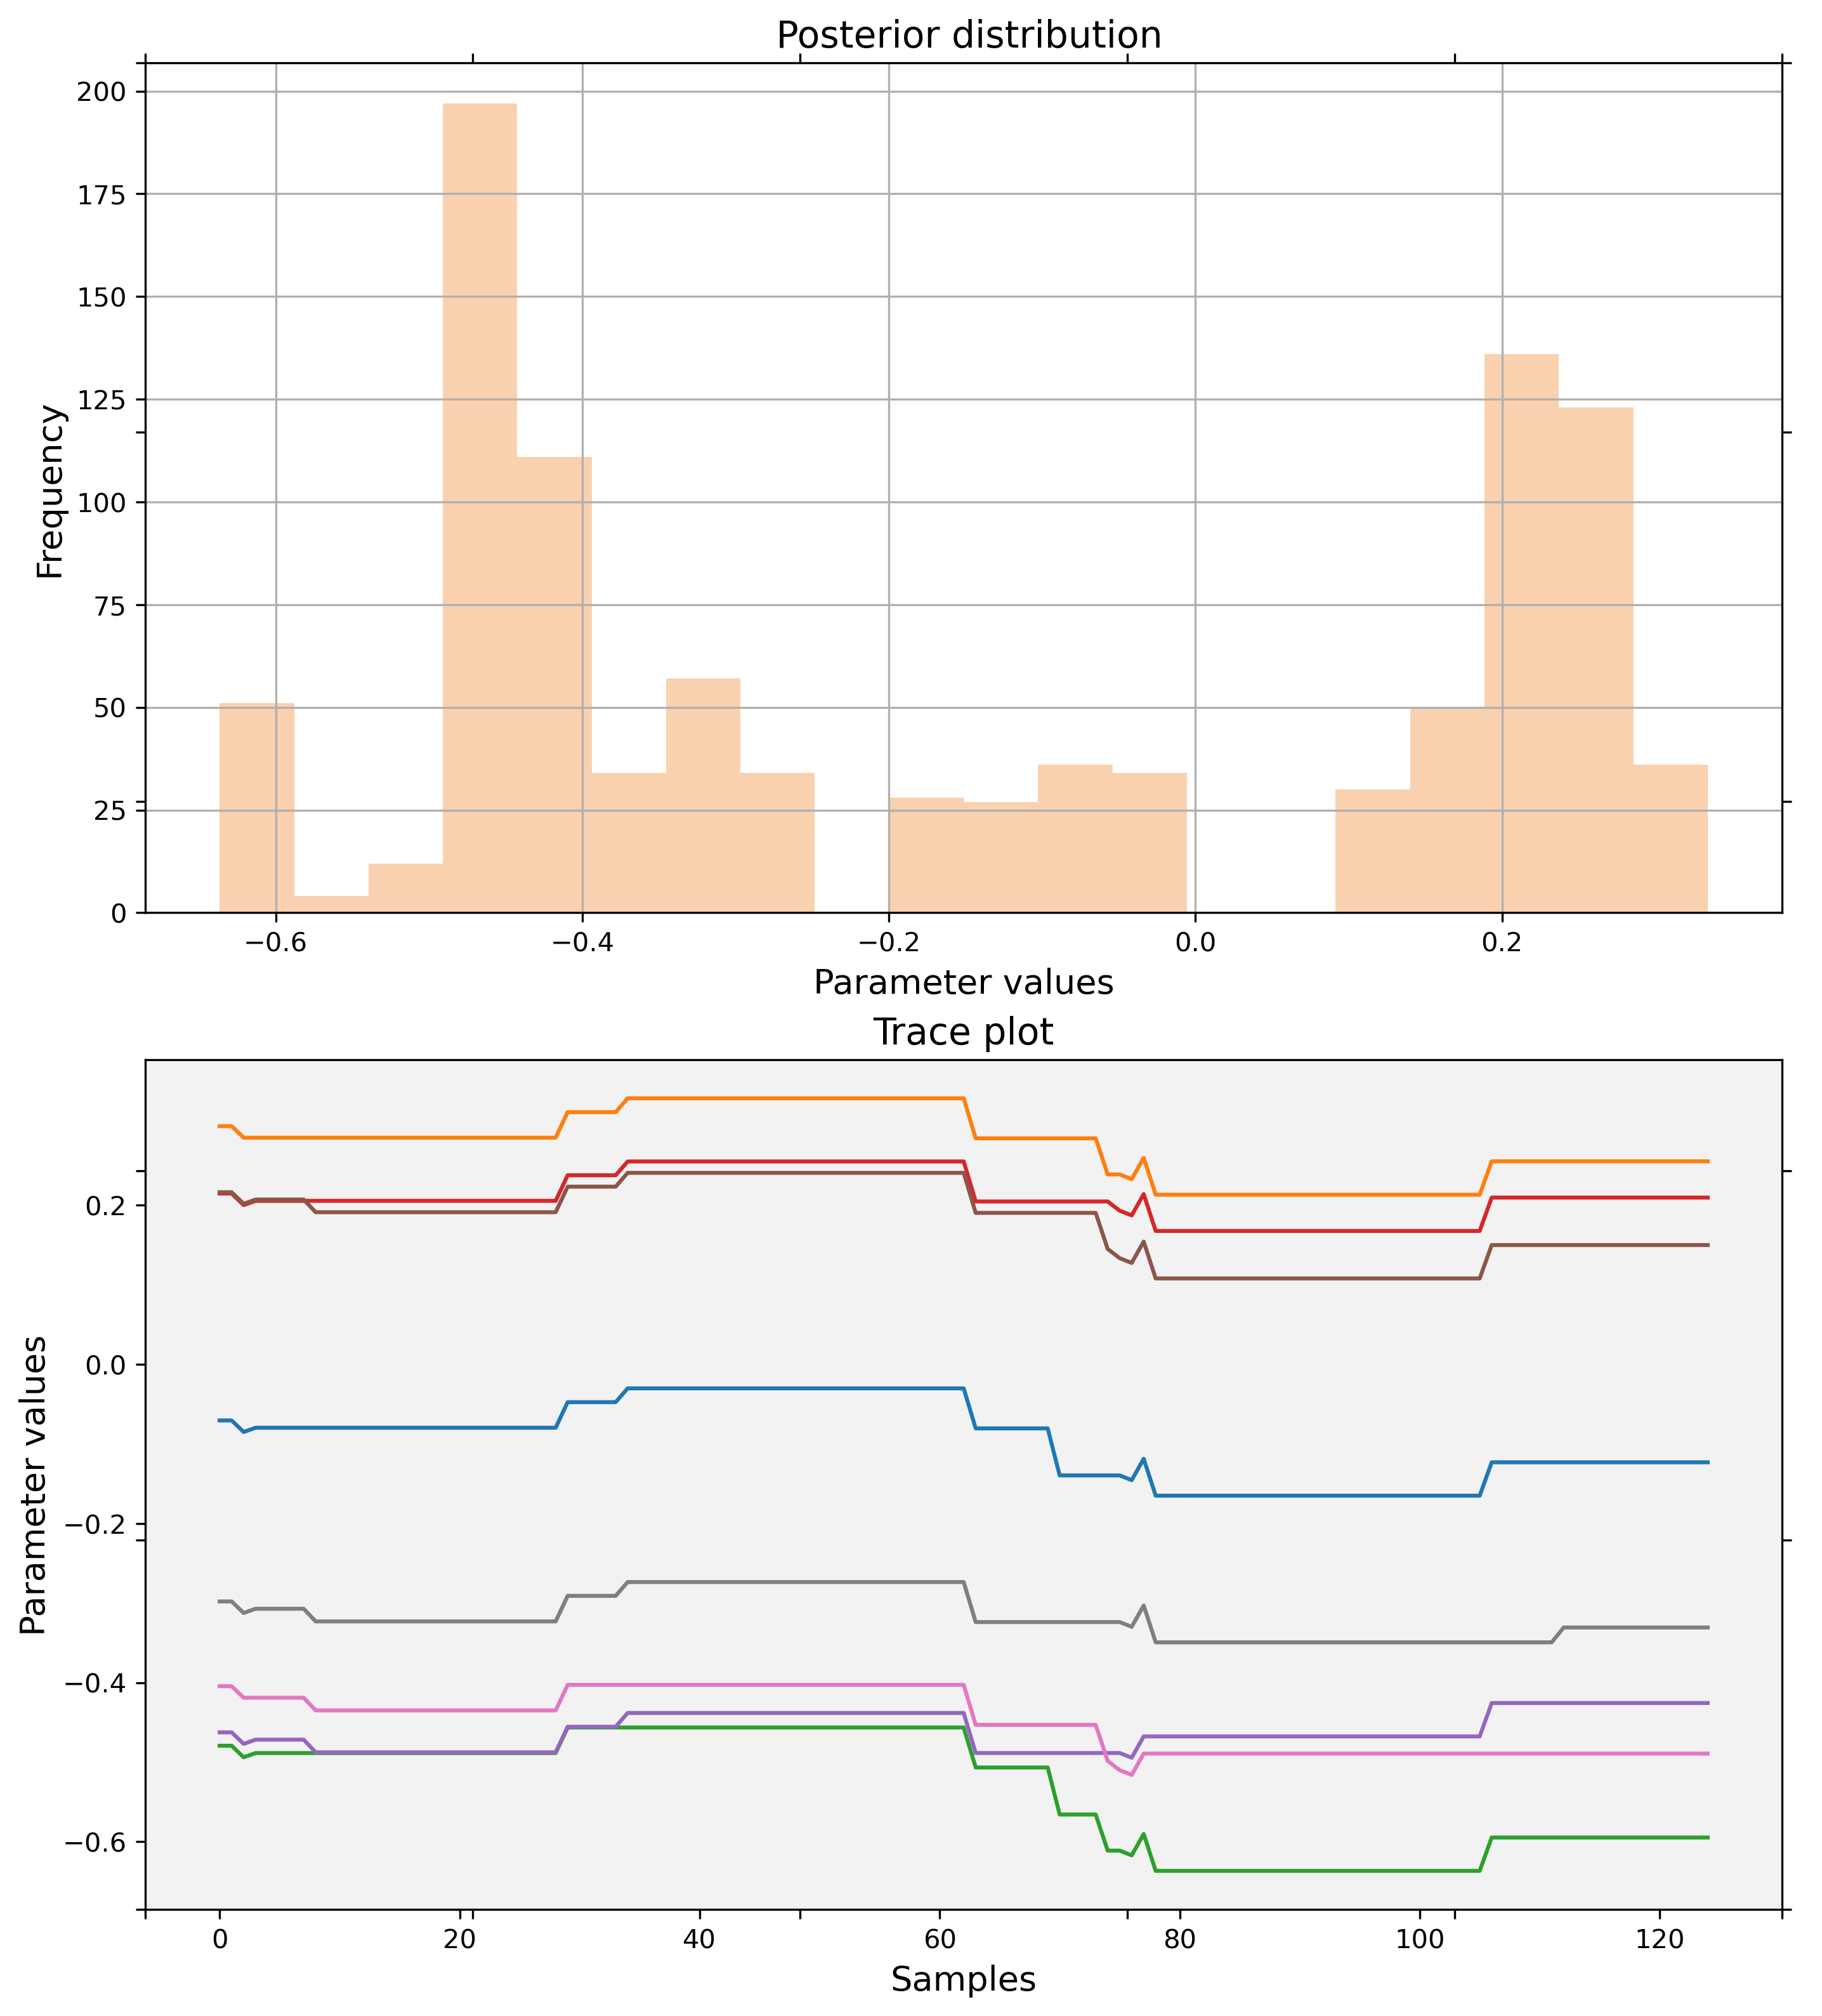 Posterior distribution
200
175
150
125
100
75
50
25
0
Frequency
−0.6 −0.4 −0.2 0.0 0.2
Parameter values
Trace plot
0.2
0.0
−0.2
−0.4
−0.6
Parameter values
0 20 40 60 80 100 120
Samples